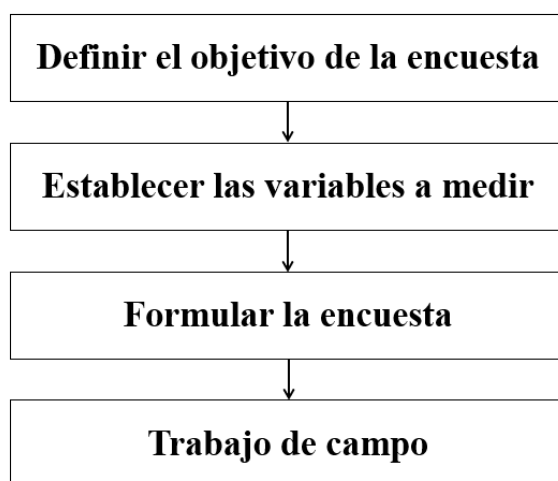 Definir el objetivo de la encuesta
Establecer las variables a medir
Formular la encuesta
Trabajo de campo